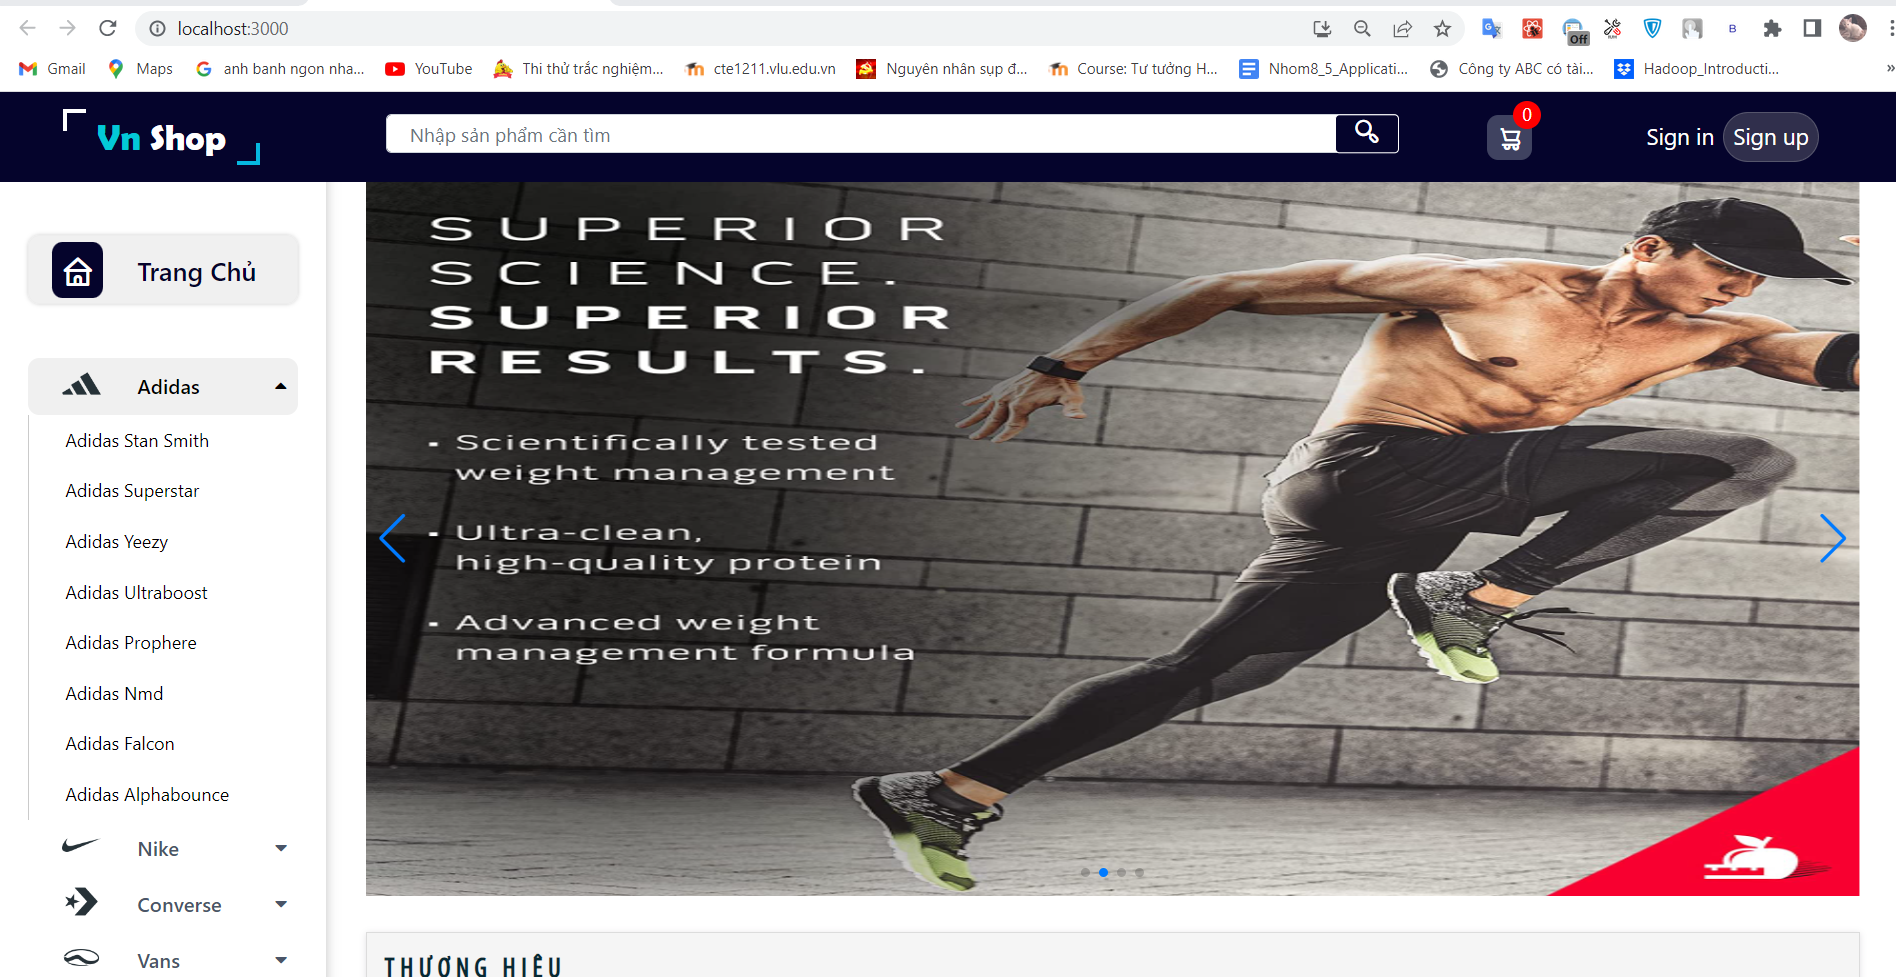 localhost:3000
Off
B
Gmail
Maps
anh banh ngon nha...
YouTube
Thi thử trắc nghiệm...
cte1211.vlu.edu.vn
Nguyên nhân sụp đ...
Course: Tư tưởng H...
Nhom8_5_Applicati...
Công ty ABC có tài...
Hadoop_Introducti...
»
Vn Shop
Nhập sản phẩm cần tìm
0
Sign in
Sign up
Trang Chủ
Adidas
Adidas Stan Smith
Adidas Superstar
Adidas Yeezy
Adidas Ultraboost
Adidas Prophere
Adidas Nmd
Adidas Falcon
Adidas Alphabounce
Nike
Converse
Vans
SUPERIOR
SCIENCE.
SUPERIOR
RESULTS.
- Scientifically tested
weight management
- Ultra-clean,
high-quality protein
- Advanced weight
management formula
THƯƠNG HIỆU